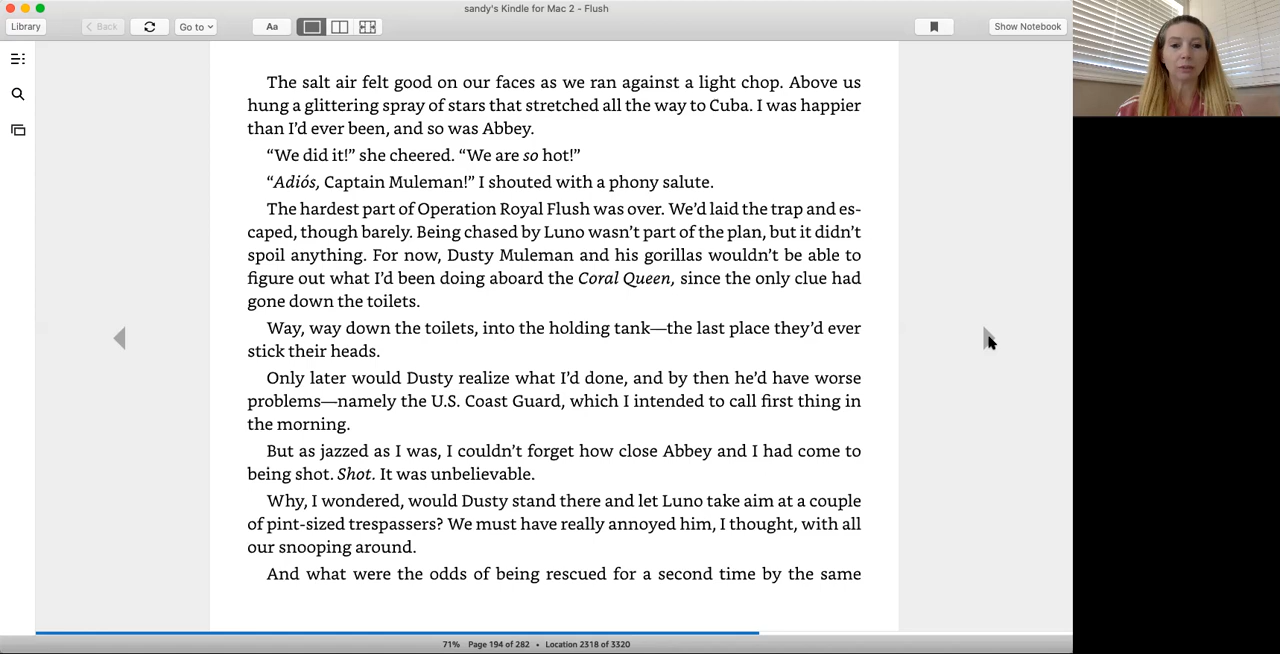 sandy's Kindle for Mac 2 - Flush
Library
Back
Go to
Aa
Show Notebook
The salt air felt good on our faces as we ran against a light chop. Above us
hung a glittering spray of stars that stretched all the way to Cuba. I was happier
than I’d ever been, and so was Abbey.
“We did it!” she cheered. “We are so hot!”
“Adiós, Captain Muleman!” I shouted with a phony salute.
The hardest part of Operation Royal Flush was over. We’d laid the trap and es-
caped, though barely. Being chased by Luno wasn’t part of the plan, but it didn’t
spoil anything. For now, Dusty Muleman and his gorillas wouldn’t be able to
figure out what I’d been doing aboard the Coral Queen, since the only clue had
gone down the toilets.
Way, way down the toilets, into the holding tank—the last place they’d ever
stick their heads.
Only later would Dusty realize what I’d done, and by then he’d have worse
problems—namely the U.S. Coast Guard, which I intended to call first thing in
the morning.
But as jazzed as I was, I couldn’t forget how close Abbey and I had come to
being shot. Shot. It was unbelievable.
Why, I wondered, would Dusty stand there and let Luno take aim at a couple
of pint-sized trespassers? We must have really annoyed him, I thought, with all
our snooping around.
And what were the odds of being rescued for a second time by the same
71% Page 194 of 282 • Location 2318 of 3320